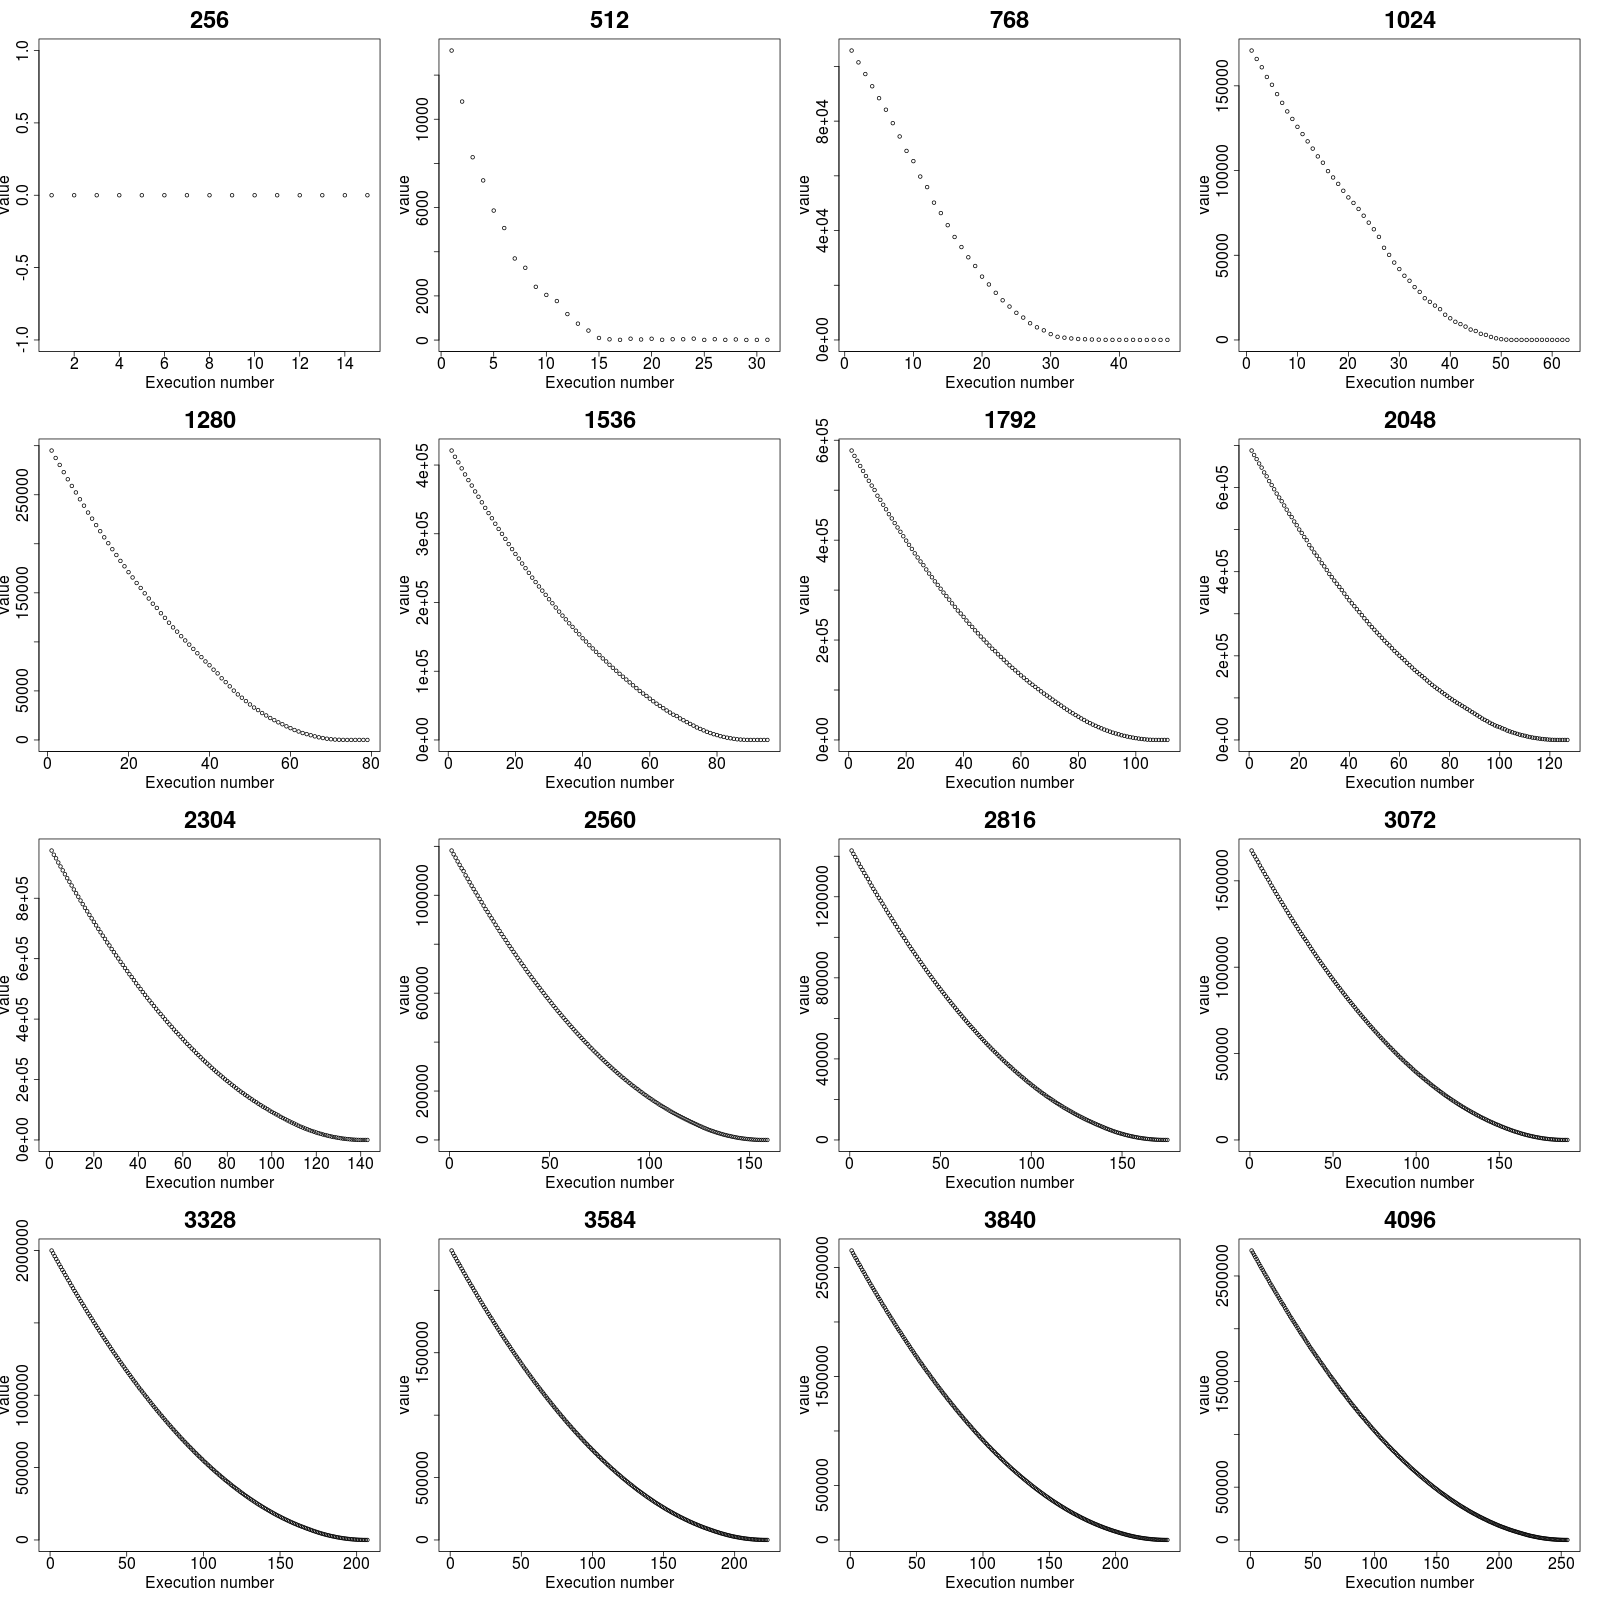 256 512 768 1024
value 1.0 0.5 0.0 -0.5 -1.0
2 4 6 8 10 12 14
Execution number
value 10000 6000 2000 0
0 5 10 15 20 25 30
Execution number
value 8e+04 4e+04 0e+00
0 10 20 30 40
Execution number
value 150000 100000 50000 0
0 10 20 30 40 50 60
Execution number
1280 1536 1792 2048
value 250000 150000 50000 0
0 20 40 60 80
Execution number
value 4e+05 3e+05 2e+05 1e+05 0e+00
0 20 40 60 80
Execution number
value 6e+05 4e+05 2e+05 0e+00
0 20 40 60 80 100
Execution number
value 6e+05 4e+05 2e+05 0e+00
0 20 40 60 80 100 120
Execution number
2304 2560 2816 3072
value 8e+05 6e+05 4e+05 2e+05 0e+00
0 20 40 60 80 100 120 140
Execution number
value 1000000 600000 200000 0
0 50 100 150
Execution number
value 1200000 800000 400000 0
0 50 100 150
Execution number
value 1500000 1000000 500000 0
0 50 100 150
Execution number
3328 3584 3840 4096
value 2000000 1000000 500000 0
0 50 100 150 200
Execution number
value 1500000 500000 0
0 50 100 150 200
Execution number
value 2500000 1500000 500000 0
0 50 100 150 200
Execution number
value 2500000 1500000 500000 0
0 50 100 150 200 250
Execution number